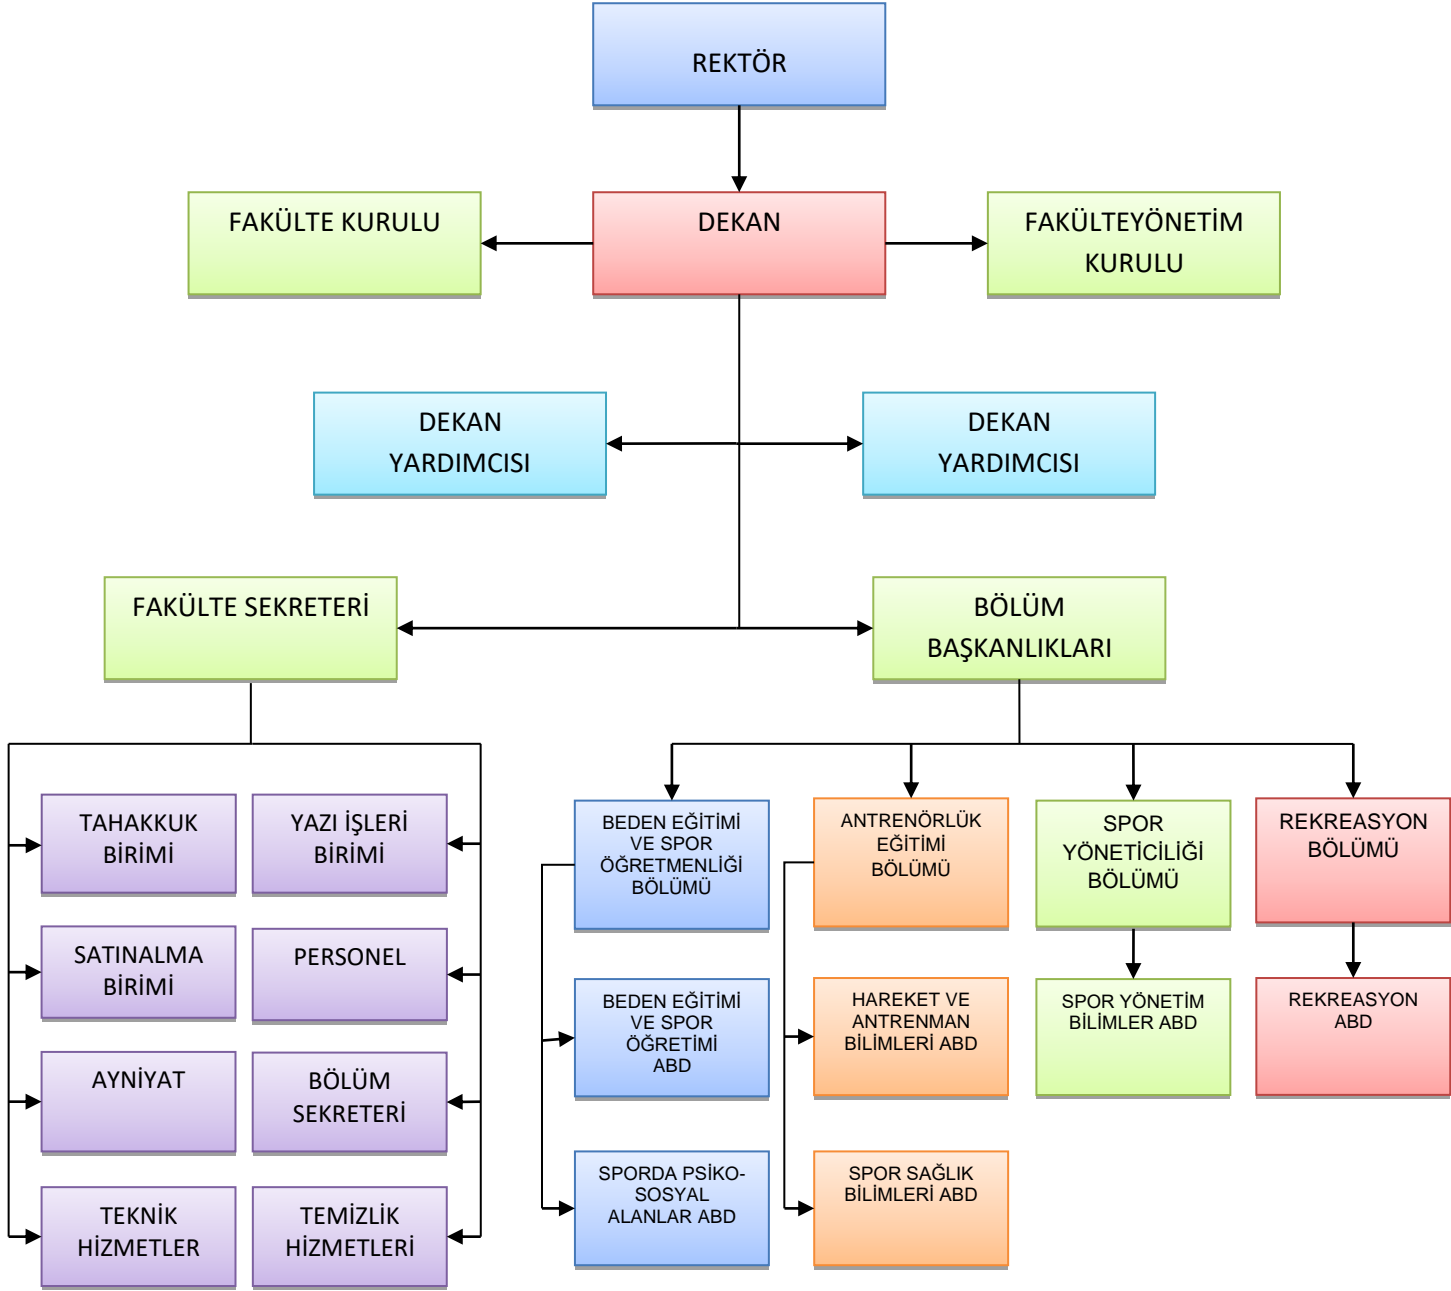 REKTÖR
FAKÜLTE KURULU
DEKAN
FAKÜLTEYÖNETİM
KURULU
DEKAN
YARDIMCISI
DEKAN
YARDIMCISI
FAKÜLTE SEKRETERİ
BÖLÜM
BAŞKANLIKLARI
TAHAKKUK
BİRİMİ
YAZI İŞLERİ
BİRİMİ
SATINALMA
BİRİMİ
PERSONEL
AYNİYAT
BÖLÜM
SEKRETERİ
TEKNİK
HİZMETLER
TEMİZLİK
HİZMETLERİ
BEDEN EĞİTİMİ
VE SPOR
ÖĞRETMENLİĞİ
BÖLÜMÜ
ANTRENÖRLÜK
EĞİTİMİ
BÖLÜMÜ
SPOR
YÖNETİCİLİĞİ
BÖLÜMÜ
REKREASYON
BÖLÜMÜ
BEDEN EĞİTİMİ
VE SPOR
ÖĞRETİMİ
ABD
HAREKET VE
ANTRENMAN
BİLİMLERİ ABD
SPOR YÖNETİM
BİLİMLER ABD
REKREASYON
ABD
SPORDA PSİKO-
SOSYAL
ALANLAR ABD
SPOR SAĞLIK
BİLİMLERİ ABD